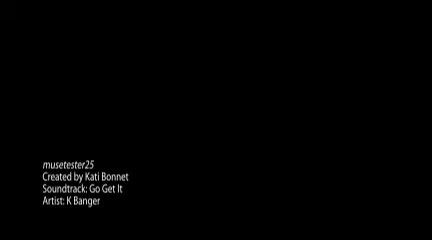 musetester25
Created by Kati Bonnet
Soundtrack: Go Get It
Artist: K Banger